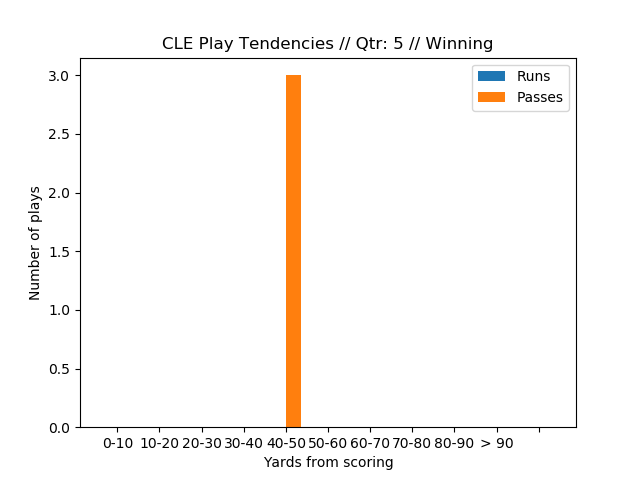 CLE Play Tendencies // Qtr: 5 // Winning
Runs
Passes
3.0
2.5
2.0
1.5
1.0
0.5
0.0
Number of plays
0-10 10-20 20-30 30-40 40-50 50-60 60-70 70-80 80-90 > 90
Yards from scoring